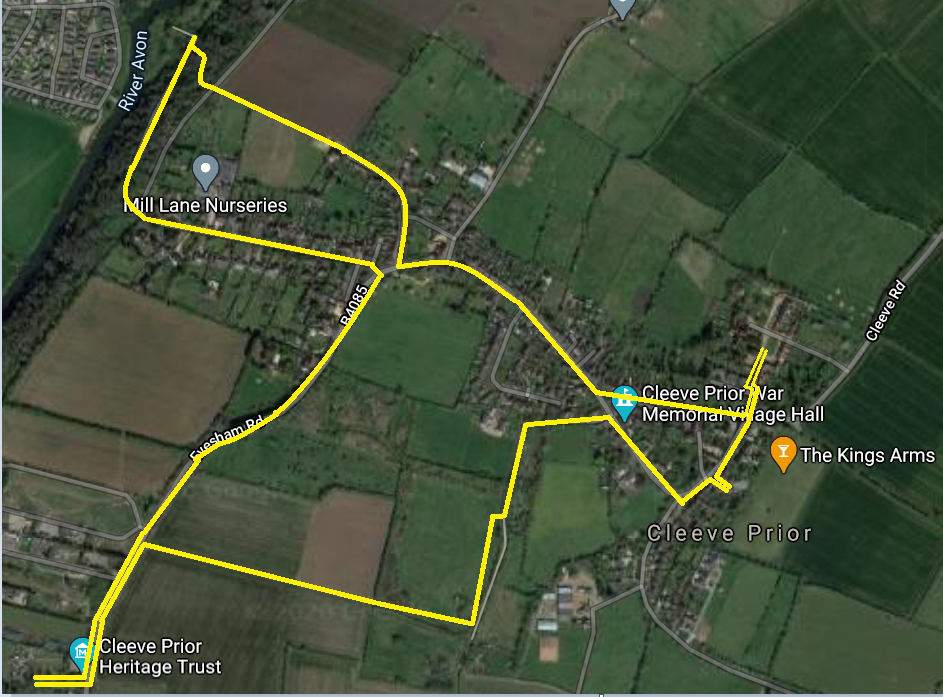 River Avon
Mill Lane Nurseries
B4085
Cleeve Rd
Cleeve Prior War
Memorial Village Hall
Evesham Rd
The Kings Arms
Cleeve Prior
Cleeve Prior
Heritage Trust